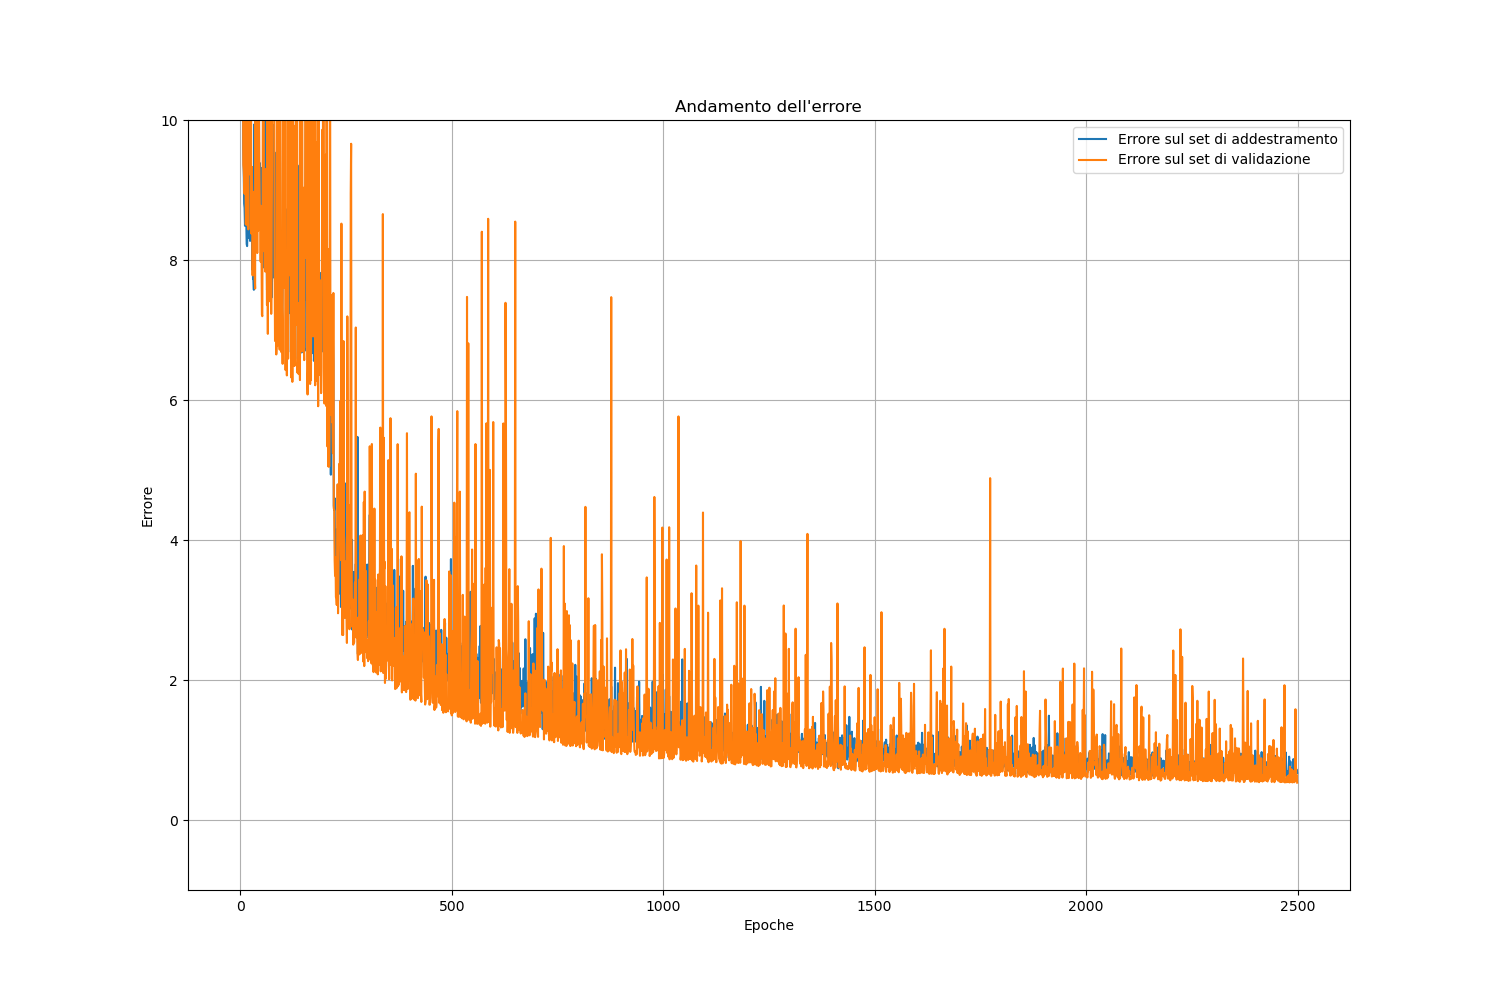 Andamento dell'errore
10
8
6
4
2
0
Errore
Errore sul set di addestramento
Errore sul set di validazione
0 500 1000 1500 2000 2500
Epoche